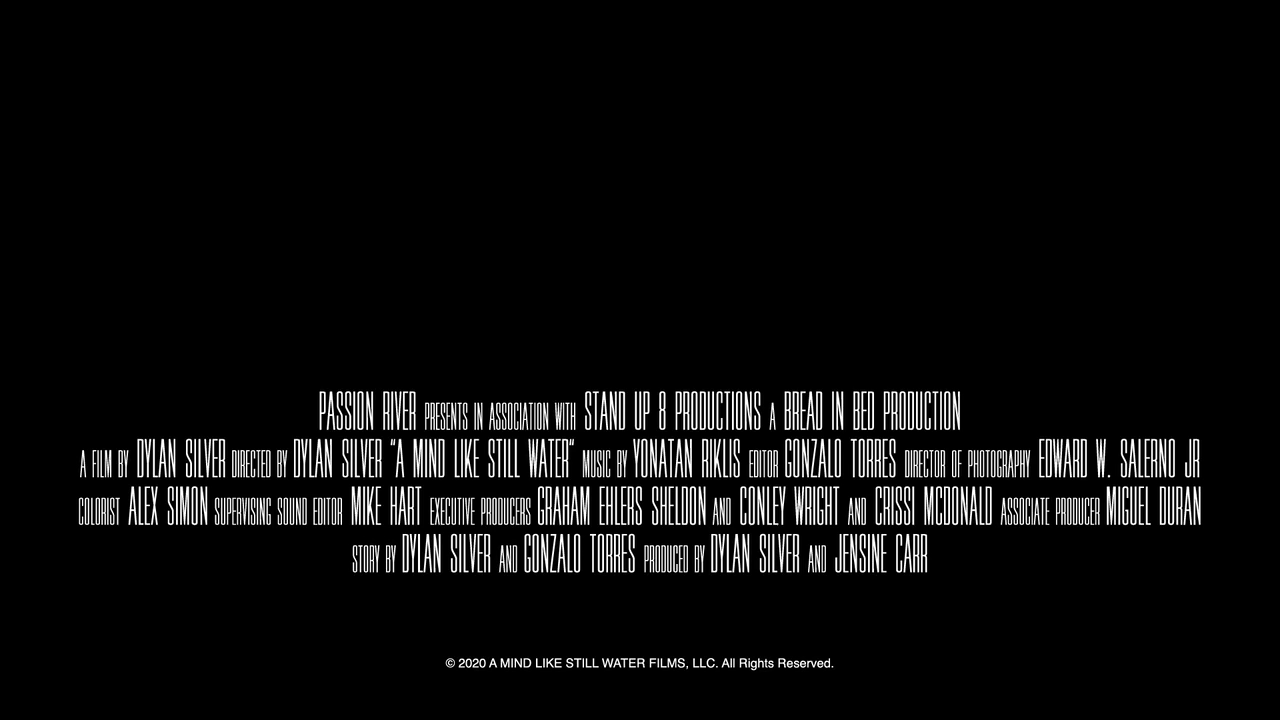 PASSION RIVER PRESENTS IN ASSOCIATION WITH STAND UP 8 PRODUCTIONS A BREAD IN BED PRODUCTION
A FILM BY DYLAN SILVER DIRECTED BY DYLAN SILVER "A MIND LIKE STILL WATER" MUSIC BY YONATAN RIKLIS EDITOR GONZALO TORRES DIRECTOR OF PHOTOGRAPHY EDWARD W. SALERNO JR
COLORIST ALEX SIMON SUPERVISING SOUND EDITOR MIKE HART EXECUTIVE PRODUCERS GRAHAM EHLERS SHELDON AND CONLEY WRIGHT AND CRISSI MCDONALD ASSOCIATE PRODUCER MIGUEL DURAN
STORY BY DYLAN SILVER AND GONZALO TORRES PRODUCED BY DYLAN SILVER AND JENSINE CARR
© 2020 A MIND LIKE STILL WATER FILMS, LLC. All Rights Reserved.